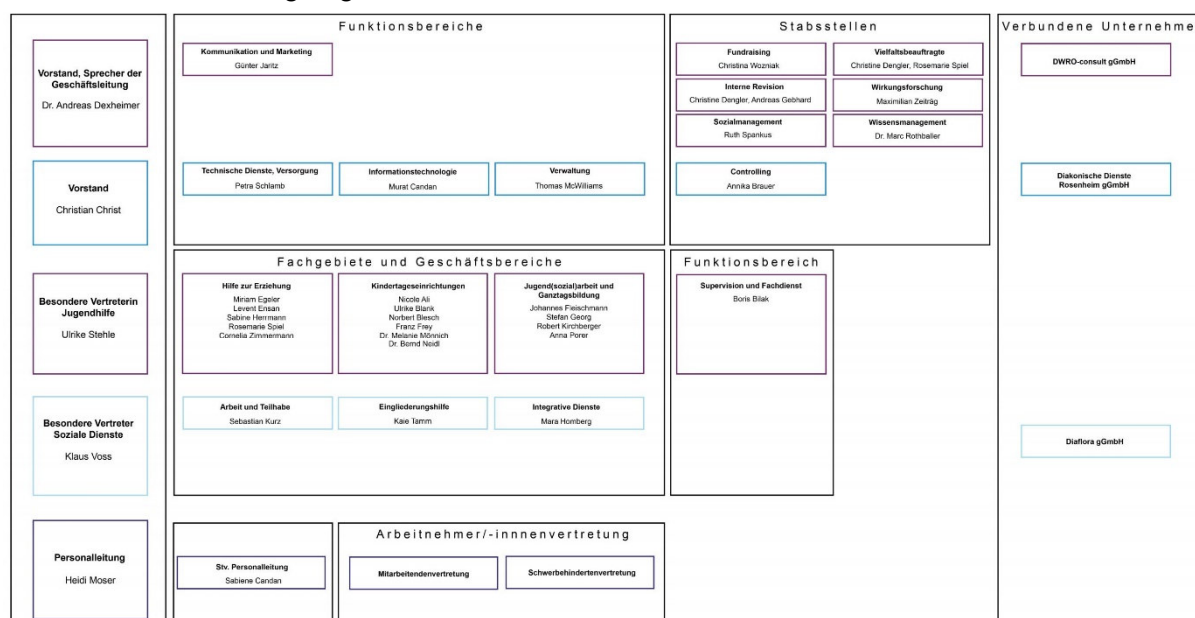 Funktionsbereiche
Stabsstellen
Verbundene Unternehme
Vorstand, Sprecher der
Geschäftsleitung
Dr. Andreas Dexheimer
Kommunikation und Marketing
Günter Jaritz
Fundraising
Christina Wozniak
Vielfaltsbeauftragte
Christine Dengler, Rosemarie Spiel
DWRO-consult gGmbH
Interne Revision
Christine Dengler, Andreas Gebhard
Wirkungsforschung
Maximilian Zeiträg
Sozialmanagement
Ruth Spankus
Wissensmanagement
Dr. Marc Rothballer
Vorstand
Christian Christ
Technische Dienste, Versorgung
Petra Schlamb
Informationstechnologie
Murat Candan
Verwaltung
Thomas McWilliams
Controlling
Annika Brauer
Diakonische Dienste
Rosenheim gGmbH
Fachgebiete und Geschäftsbereiche
Funktionsbereich
Besondere Vertreterin
Jugendhilfe
Ulrike Stehle
Hilfe zur Erziehung
Miriam Egeler
Levent Ensan
Sabine Herrmann
Rosemarie Spiel
Cornelia Zimmermann
Kindertageseinrichtungen
Nicole Ali
Ulrike Blank
Norbert Blesch
Franz Frey
Dr. Melanie Mönnich
Dr. Bernd Neidl
Jugend(sozial)arbeit und
Ganztagsbildung
Johannes Fleischmann
Stefan Georg
Robert Kirchberger
Anna Porer
Supervision und Fachdienst
Boris Bilak
Besondere Vertreter
Soziale Dienste
Klaus Voss
Arbeit und Teilhabe
Sebastian Kurz
Eingliederungshilfe
Kaie Tamm
Integrative Dienste
Mara Hornberg
Diaflora gGmbH
Arbeitnehmer/-innnenvertretung
Personalleitung
Heidi Moser
Stv. Personalleitung
Sabiene Candan
Mitarbeitendenvertretung
Schwerbehindertenvertretung